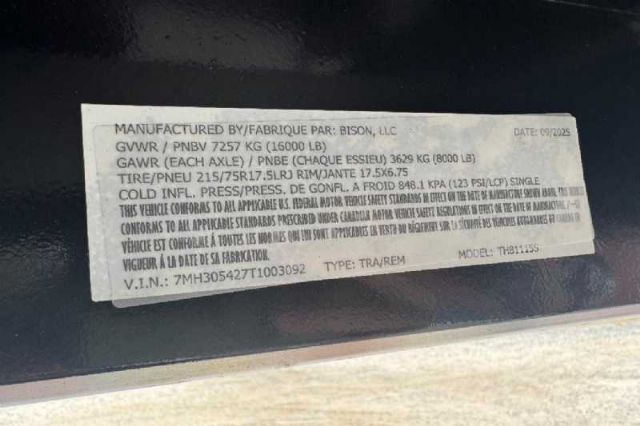 MANUFACTURED BY/FABRIQUE PAR: BISON, LLC DATE: 09/2025
GVWR / PNBV 7257 KG (16000 LB)
GAWR (EACH AXLE) / PNBE (CHAQUE ESSIEU) 3629 KG (8000 LB)
TIRE/PNEU 215/75R17.5LRJ RIM/JANTE 17.5X6.75
COLD INFL. PRESS/PRESS. DE GONFL. A FROID 848.1 KPA (123 PSI/LCP) SINGLE
THIS VEHICLE CONFORMS TO ALL APPLICABLE U.S. FEDERAL MOTOR VEHICLE SAFETY STANDARDS IN EFFECT ON THE DATE OF MANUFACTURE SHOWN ABOVE. THIS VEHICLE
CONFORMS TO ALL APPLICABLE STANDARDS PRESCRIBED UNDER THE CANADIAN MOTOR VEHICLE SAFETY REGULATIONS IN EFFECT ON THE DATE OF MANUFACTURE /
VÉHICLE EST CONFORME À TOUTES LES NORMES QUI LUI SONT APPLICABLES EN VERTU DU RÈGLEMENT SUR LA SÉCURITÉ DES VÉHICULES AUTOMOBILES EN
VIGUEUR À LA DATE DE SA FABRICATION.
V.I.N.: 7MH305427T1003092 TYPE: TRA/REM MODEL: TH8111SS